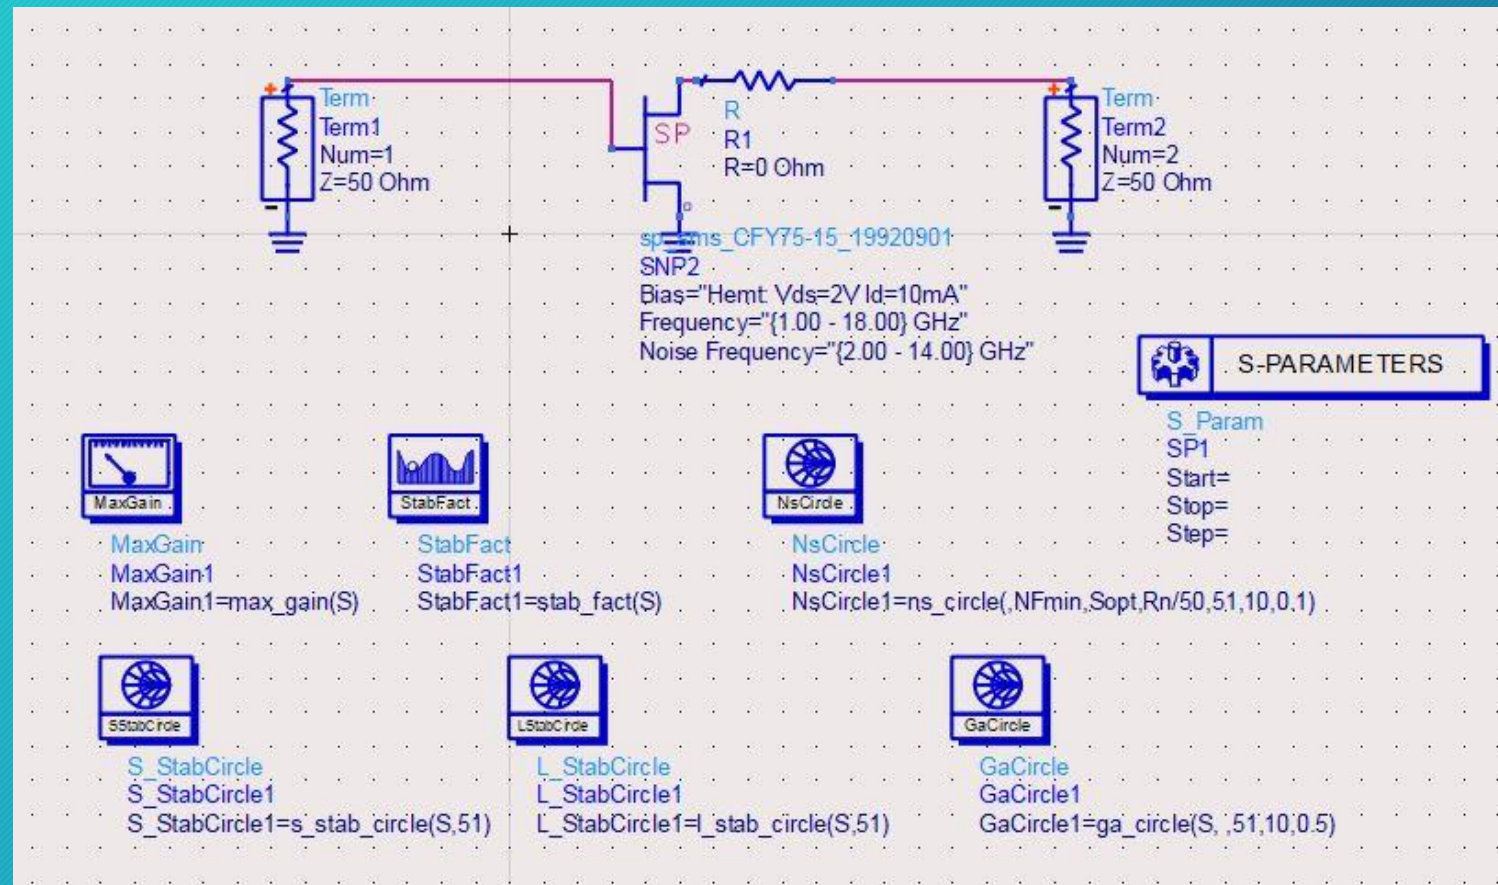 Term
Term1
Num=1
Z=50 Ohm
SP
R
R1
R=0 Ohm
Term
Term2
Num=2
Z=50 Ohm
sp_sms_CFY75-15_19920901
SNP2
Bias="Hemt: Vds=2V Id=10mA"
Frequency="{1.00 - 18.00} GHz"
Noise Frequency="{2.00 - 14.00} GHz"
S-PARAMETERS
S_Param
SP1
Start=
Stop=
Step=
MaxGain
MaxGain
MaxGain1
MaxGain1=max_gain(S)
StabFact
StabFact
StabFact1
StabFact1=stab_fact(S)
NsCircle
NsCircle
NsCircle1
NsCircle1=ns_circle(,NFmin,Sopt,Rn/50,51,10,0.1)
SStabCircle
S_StabCircle
S_StabCircle1
S_StabCircle1=s_stab_circle(S,51)
LStabCircle
L_StabCircle
L_StabCircle1
L_StabCircle1=l_stab_circle(S,51)
GaCircle
GaCircle
GaCircle1
GaCircle1=ga_circle(S, ,51,10,0.5)